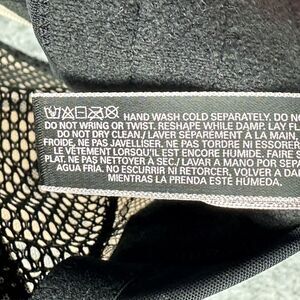 HAND WASH COLD SEPARATELY. DO N
DO NOT WRING OR TWIST. RESHAPE WHILE DAMP. LAY FL
DO NOT DRY CLEAN./ LAVER SÉPARÉMENT À LA MAIN,
FROIDE, NE PAS JAVELLISER. NE PAS TORDRE NI ESSORER.
LE VÊTEMENT LORSQU'IL EST ENCORE HUMIDE. FAIRE S
PLAT. NE PAS NETTOYER À SEC./ LAVAR A MANO POR SEPA
AGUA FRÍA. NO ESCURRIR NI RETORCER. VOLVER A DAR
MIENTRAS LA PRENDA ESTÉ HÚMEDA.